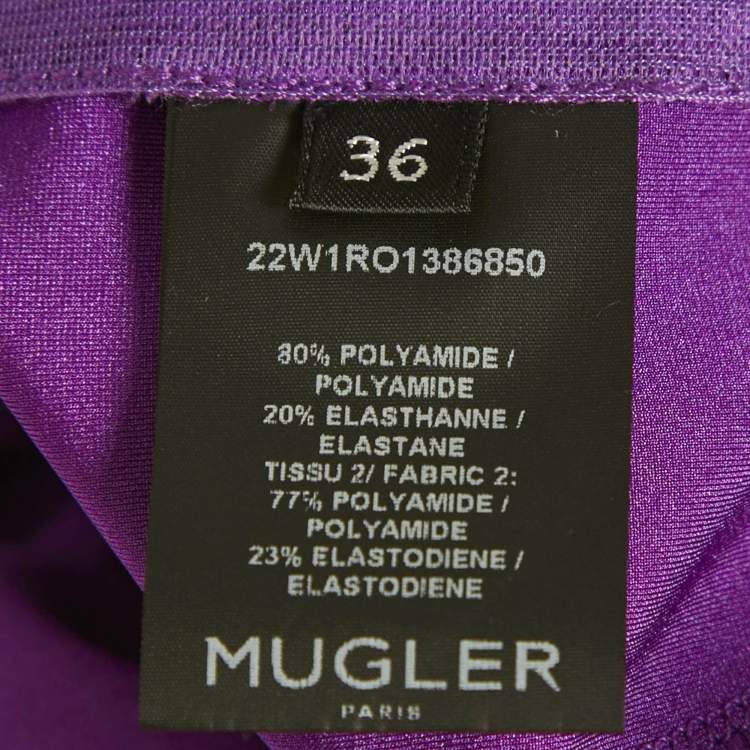 36
22W1RO1386850
80% POLYAMIDE /
POLYAMIDE
20% ELASTHANNE /
ELASTANE
TISSU 2/ FABRIC 2:
77% POLYAMIDE /
POLYAMIDE
23% ELASTODIENE /
ELASTODIENE
MUGLER
PARIS